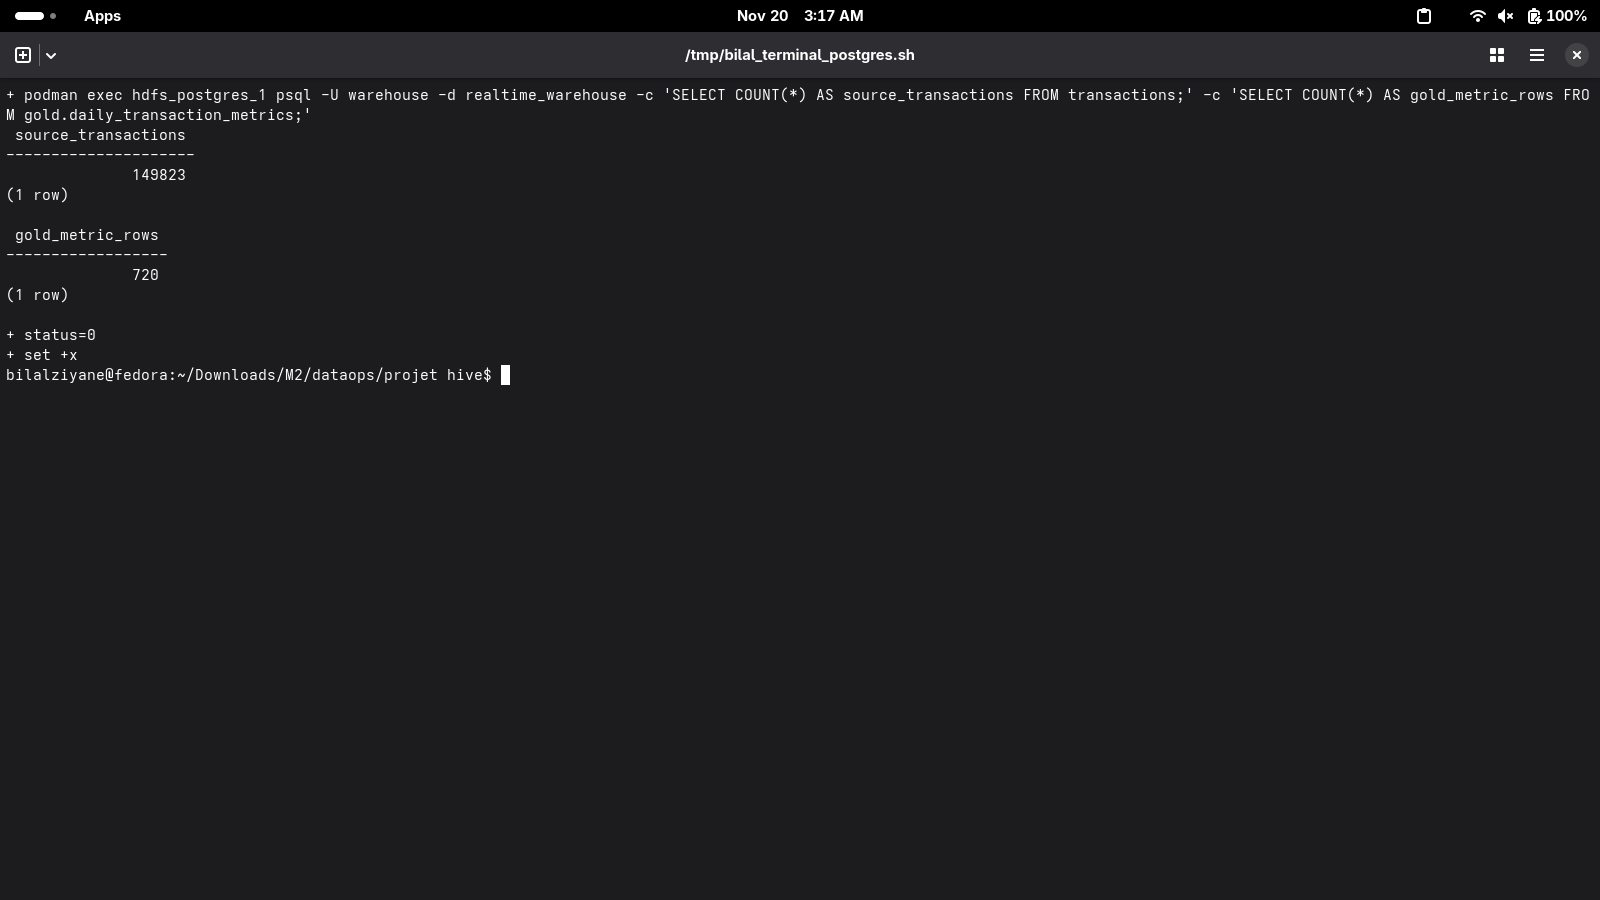 Apps
Nov 20 3:17 AM
100%
/tmp/bilal_terminal_postgres.sh
+ podman exec hdfs_postgres_1 psql -U warehouse -d realtime_warehouse -c 'SELECT COUNT(*) AS source_transactions FROM transactions;' -c 'SELECT COUNT(*) AS gold_metric_rows FRO
M gold.daily_transaction_metrics;'
 source_transactions
---------------------
              149823
(1 row)

 gold_metric_rows
------------------
              720
(1 row)

+ status=0
+ set +x
bilalziyane@fedora:~/Downloads/M2/dataops/projet hive$